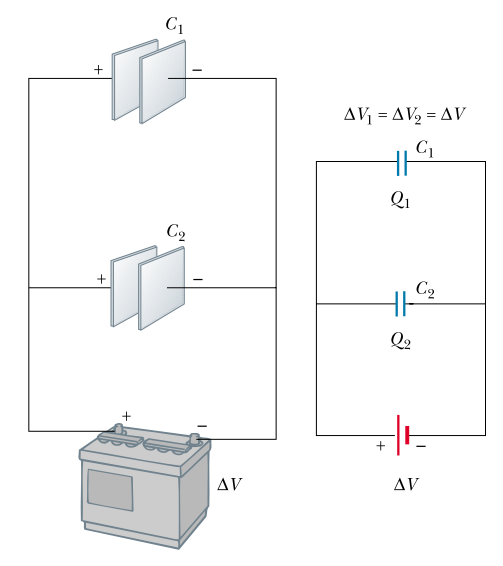 C₁
+ −
C₂
+ −
+ −
ΔV
ΔV₁ = ΔV₂ = ΔV
C₁
Q₁
C₂
Q₂
+ −
ΔV